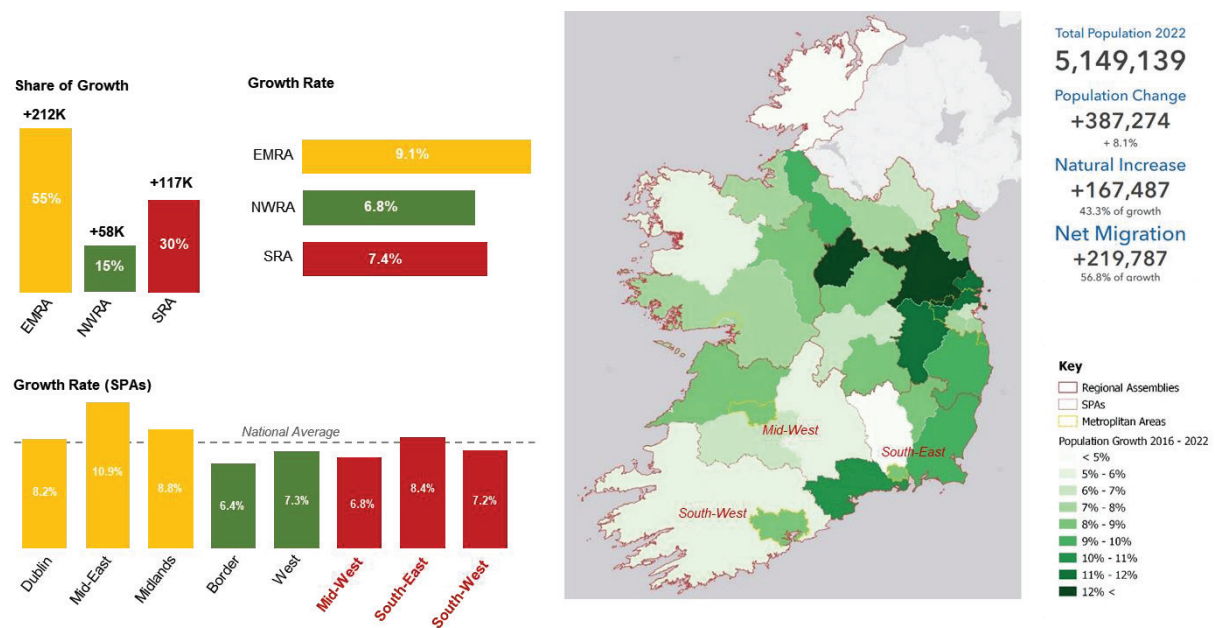 Share of Growth
+212K
55%
+58K
15%
+117K
30%
EMRA
NWRA
SRA
Growth Rate
EMRA
9.1%
NWRA
6.8%
SRA
7.4%
Growth Rate (SPAs)
National Average
8.2%
10.9%
8.8%
6.4%
7.3%
6.8%
8.4%
7.2%
Dublin
Mid-East
Midlands
Border
West
Mid-West
South-East
South-West
Mid-West
South-East
South-West
Total Population 2022
5,149,139
Population Change
+387,274
+ 8.1%
Natural Increase
+167,487
43.3% of growth
Net Migration
+219,787
56.8% of growth
Key
Regional Assemblies
SPAs
Metroplitan Areas
Population Growth 2016 - 2022
< 5%
5% - 6%
6% - 7%
7% - 8%
8% - 9%
9% - 10%
10% - 11%
11% - 12%
12% <